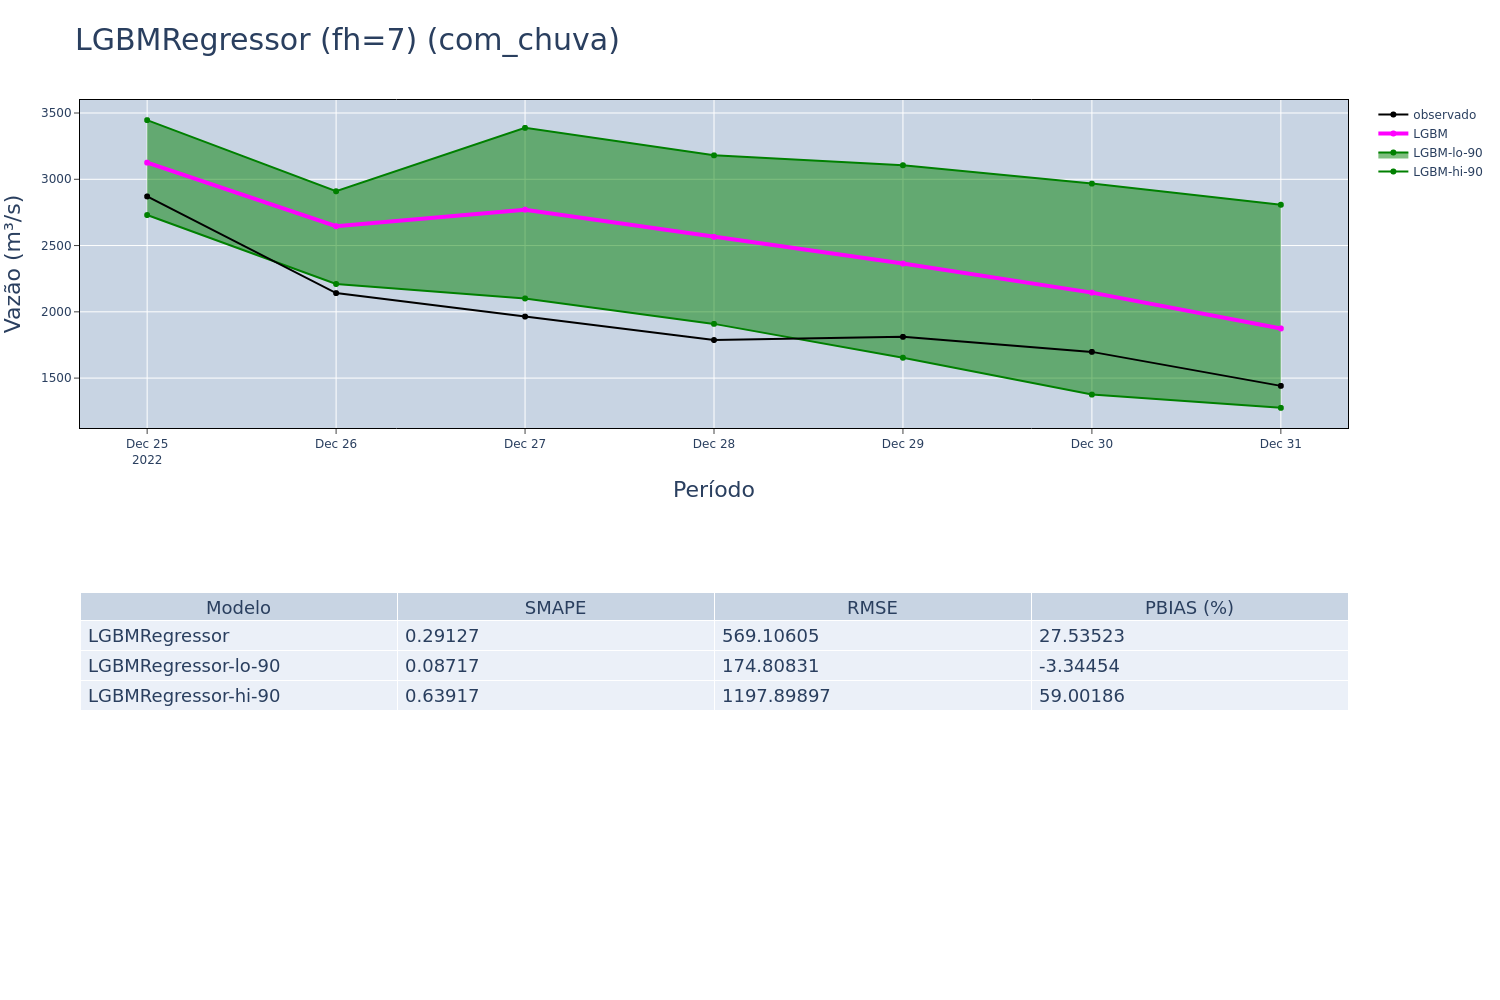 LGBMRegressor (fh=7) (com_chuva)
Vazão (m³/s)
3500
3000
2500
2000
1500
Dec 25
2022
Dec 26
Dec 27
Dec 28
Dec 29
Dec 30
Dec 31
Período
observado
LGBM
LGBM-lo-90
LGBM-hi-90
Modelo SMAPE RMSE PBIAS (%)
LGBMRegressor 0.29127 569.10605 27.53523
LGBMRegressor-lo-90 0.08717 174.80831 -3.34454
LGBMRegressor-hi-90 0.63917 1197.89897 59.00186